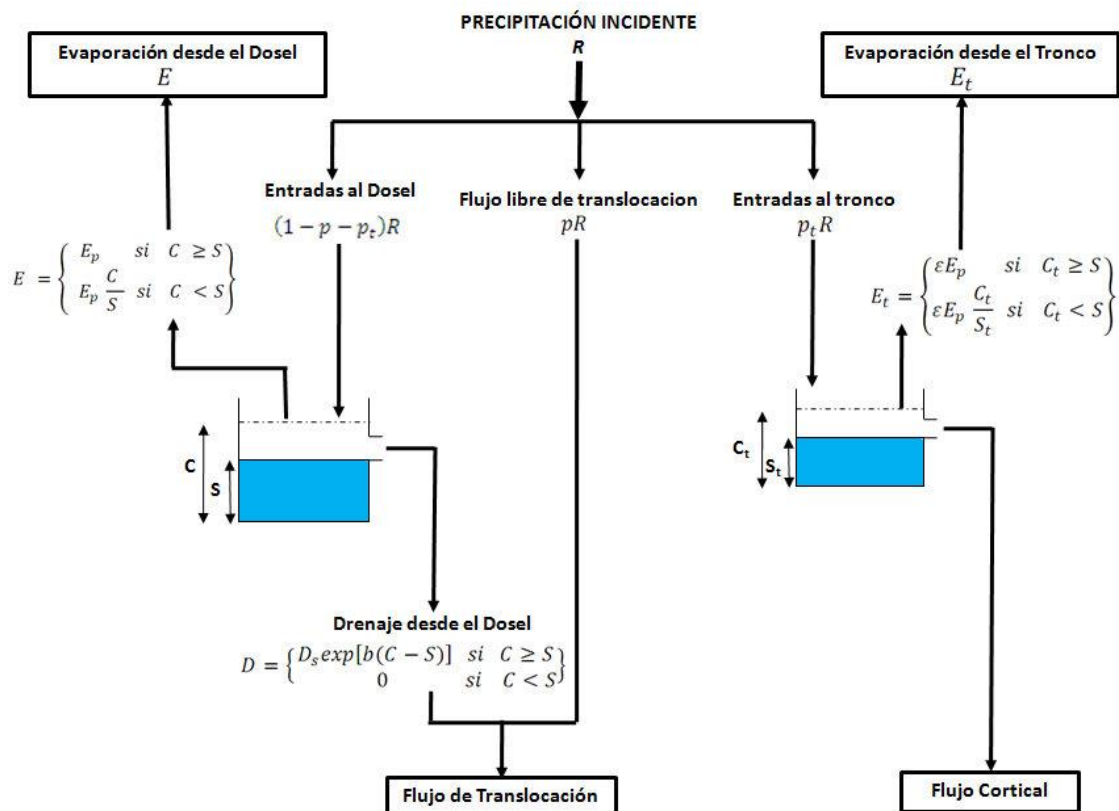 PRECIPITACIÓN INCIDENTE
R
Evaporación desde el Dosel
E
Evaporación desde el Tronco
E_t
Entradas al Dosel
(1 − p − p_t)R
Flujo libre de translocacion
pR
Entradas al tronco
p_t R
E = { E_p si C ≥ S
E_p C/S si C < S }
E_t = { εE_p si C_t ≥ S
εE_p C_t/S_t si C_t < S }
C
S
C_t
S_t
Drenaje desde el Dosel
D = { D_s exp[b(C − S)] si C ≥ S
0 si C < S }
Flujo de Translocación
Flujo Cortical